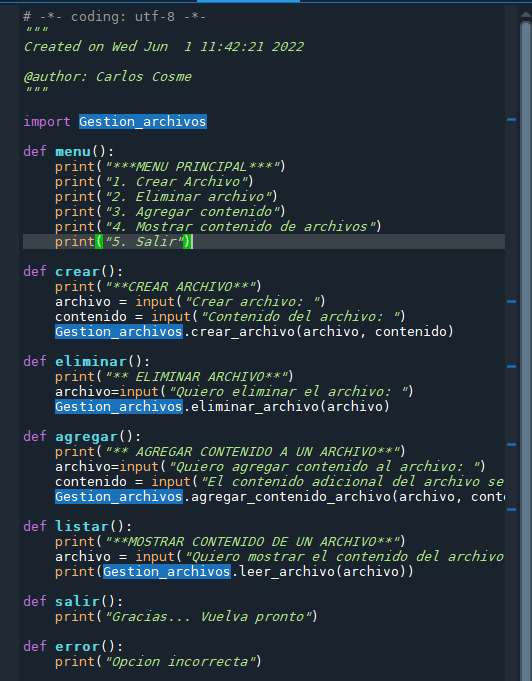 # -*- coding: utf-8 -*-
"""
Created on Wed Jun  1 11:42:21 2022

@author: Carlos Cosme
"""

import Gestion_archivos

def menu():
    print("***MENU PRINCIPAL***")
    print("1. Crear Archivo")
    print("2. Eliminar archivo")
    print("3. Agregar contenido")
    print("4. Mostrar contenido de archivos")
    print("5. Salir")

def crear():
    print("**CREAR ARCHIVO**")
    archivo = input("Crear archivo: ")
    contenido = input("Contenido del archivo: ")
    Gestion_archivos.crear_archivo(archivo, contenido)

def eliminar():
    print("** ELIMINAR ARCHIVO**")
    archivo=input("Quiero eliminar el archivo: ")
    Gestion_archivos.eliminar_archivo(archivo)

def agregar():
    print("** AGREGAR CONTENIDO A UN ARCHIVO**")
    archivo=input("Quiero agregar contenido al archivo: ")
    contenido = input("El contenido adicional del archivo se
    Gestion_archivos.agregar_contenido_archivo(archivo, conte

def listar():
    print("**MOSTRAR CONTENIDO DE UN ARCHIVO**")
    archivo = input("Quiero mostrar el contenido del archivo
    print(Gestion_archivos.leer_archivo(archivo))

def salir():
    print("Gracias... Vuelva pronto")

def error():
    print("Opcion incorrecta")